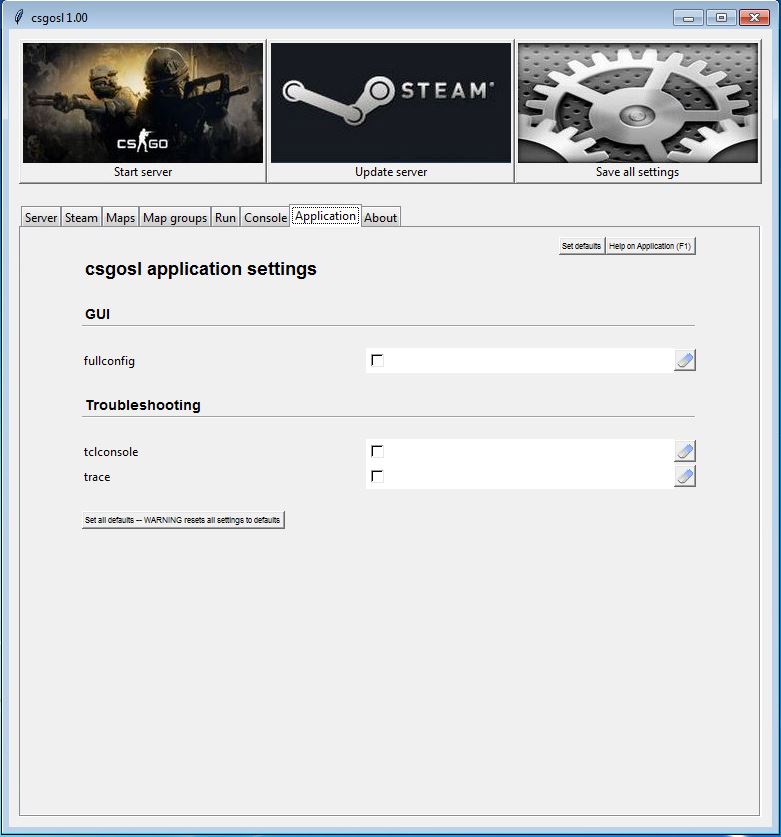 csgosl 1.00
CS GO
STEAM
Start server
Update server
Save all settings
Server Steam Maps Map groups Run Console Application About
Set defaults Help on Application (F1)
csgosl application settings
GUI
fullconfig
Troubleshooting
tclconsole
trace
Set all defaults -- WARNING resets all settings to defaults